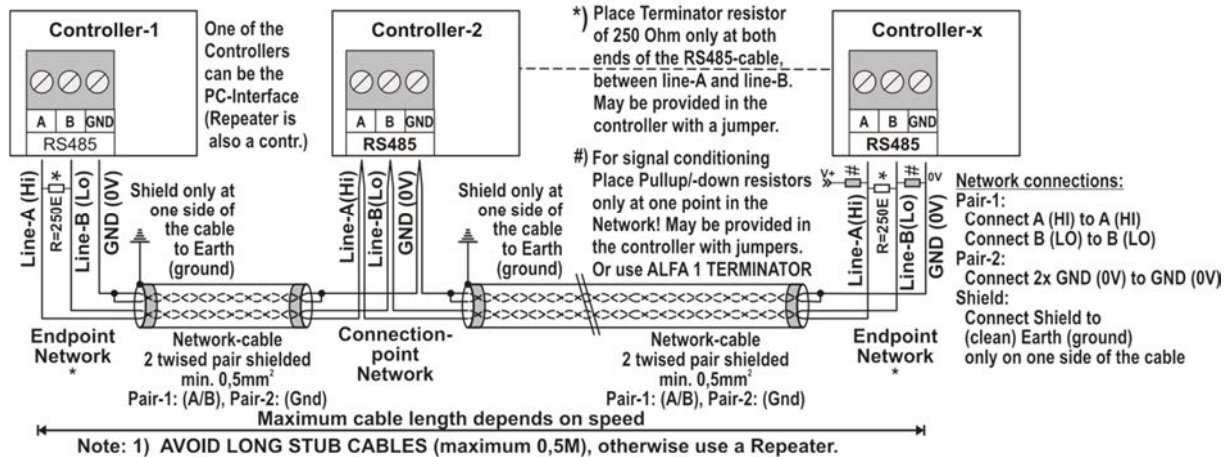 Controller-1
A B GND
RS485
One of the
Controllers
can be the
PC-Interface
(Repeater is
also a contr.)
Controller-2
A B GND
RS485
*) Place Terminator resistor
of 250 Ohm only at both
ends of the RS485-cable,
between line-A and line-B.
May be provided in the
controller with a jumper.
#) For signal conditioning
Place Pullup/-down resistors
only at one point in the
Network! May be provided in
the controller with jumpers.
Or use ALFA 1 TERMINATOR
Controller-x
A B GND
RS485
Line-A (Hi)
R=250E
*
Line-B (Lo)
GND (0V)
Shield only at
one side of
the cable
to Earth
(ground)
Line-A(Hi)
Line-B(Lo)
GND (0V)
Shield only at
one side of
the cable
to Earth
(ground)
V+
#
*
#
0V
Line-A(Hi)
R=250E
Line-B(Lo)
GND (0V)
Network connections:
Pair-1:
Connect A (HI) to A (HI)
Connect B (LO) to B (LO)
Pair-2:
Connect 2x GND (0V) to GND (0V)
Shield:
Connect Shield to
(clean) Earth (ground)
only on one side of the cable
Endpoint
Network
*
Network-cable
2 twised pair shielded
min. 0,5mm²
Pair-1: (A/B), Pair-2: (Gnd)
Connection-
point
Network
Network-cable
2 twised pair shielded
min. 0,5mm²
Pair-1: (A/B), Pair-2: (Gnd)
Endpoint
Network
*
Maximum cable length depends on speed
Note: 1) AVOID LONG STUB CABLES (maximum 0,5M), otherwise use a Repeater.